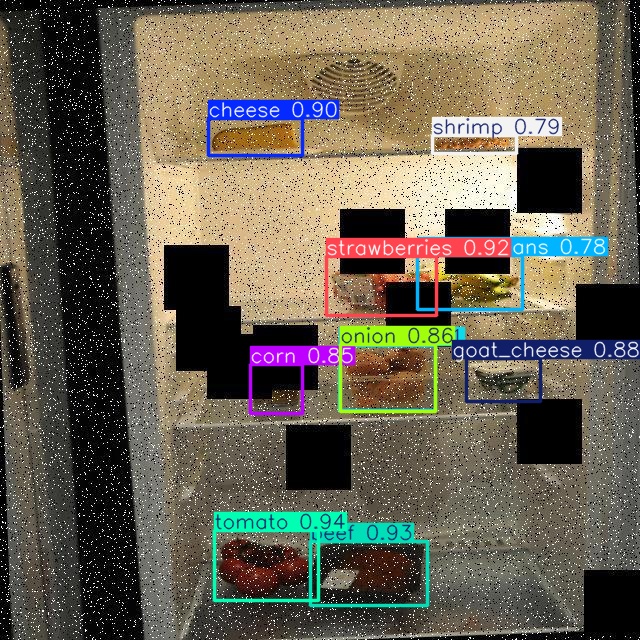 cheese 0.90
shrimp 0.79
strawberries 0.92
ans 0.78
onion 0.861
corn 0.85
goat_cheese 0.88
tomato 0.94
beef 0.93